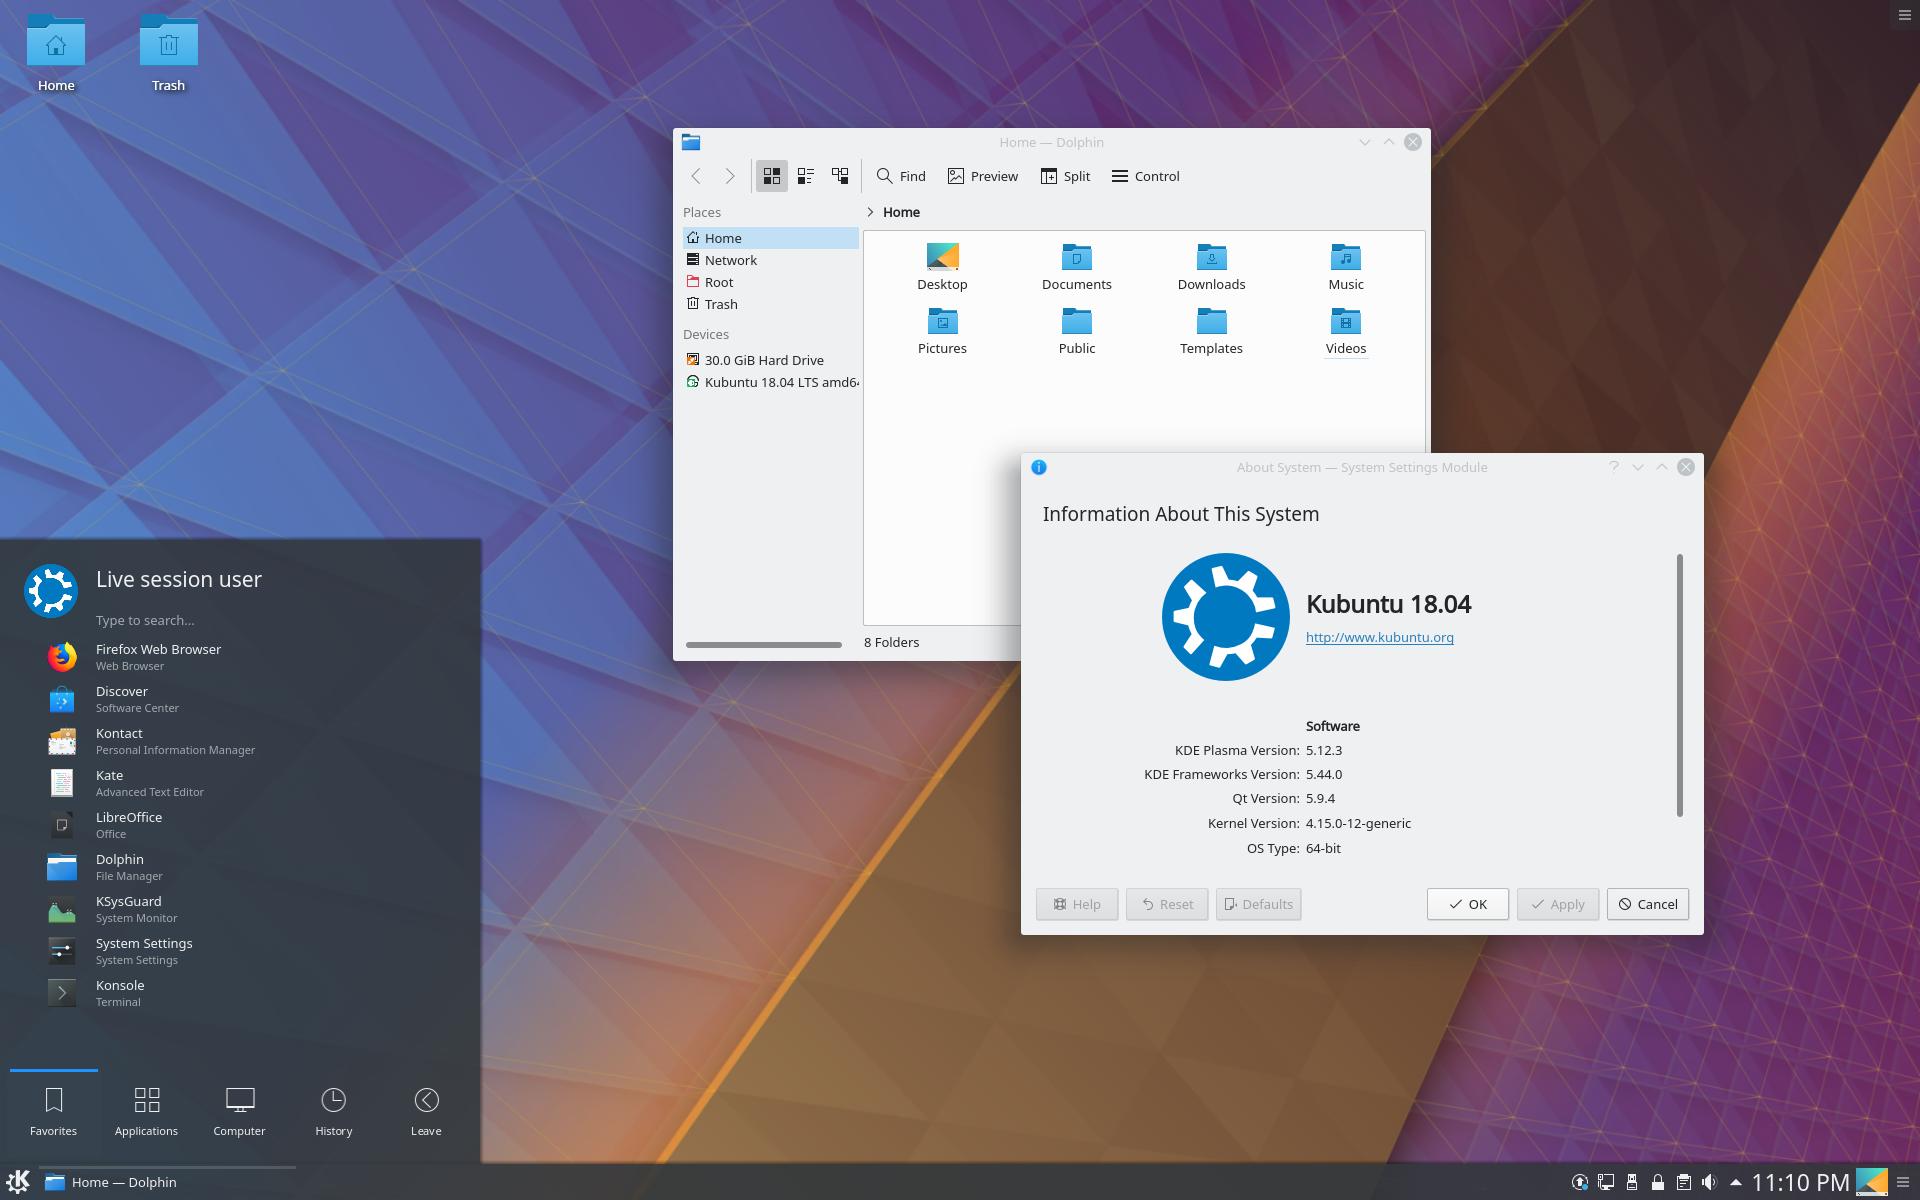 Home
Trash
Home — Dolphin
Find
Preview
Split
Control
Places
Home
Network
Root
Trash
Devices
30.0 GiB Hard Drive
Kubuntu 18.04 LTS amd64
Home
Desktop
Documents
Downloads
Music
Pictures
Public
Templates
Videos
8 Folders
About System — System Settings Module
Information About This System
Kubuntu 18.04
http://www.kubuntu.org
Software
KDE Plasma Version: 5.12.3
KDE Frameworks Version: 5.44.0
Qt Version: 5.9.4
Kernel Version: 4.15.0-12-generic
OS Type: 64-bit
Help
Reset
Defaults
OK
Apply
Cancel
Live session user
Type to search...
Firefox Web Browser
Web Browser
Discover
Software Center
Kontact
Personal Information Manager
Kate
Advanced Text Editor
LibreOffice
Office
Dolphin
File Manager
KSysGuard
System Monitor
System Settings
System Settings
Konsole
Terminal
Favorites
Applications
Computer
History
Leave
Home — Dolphin
11:10 PM